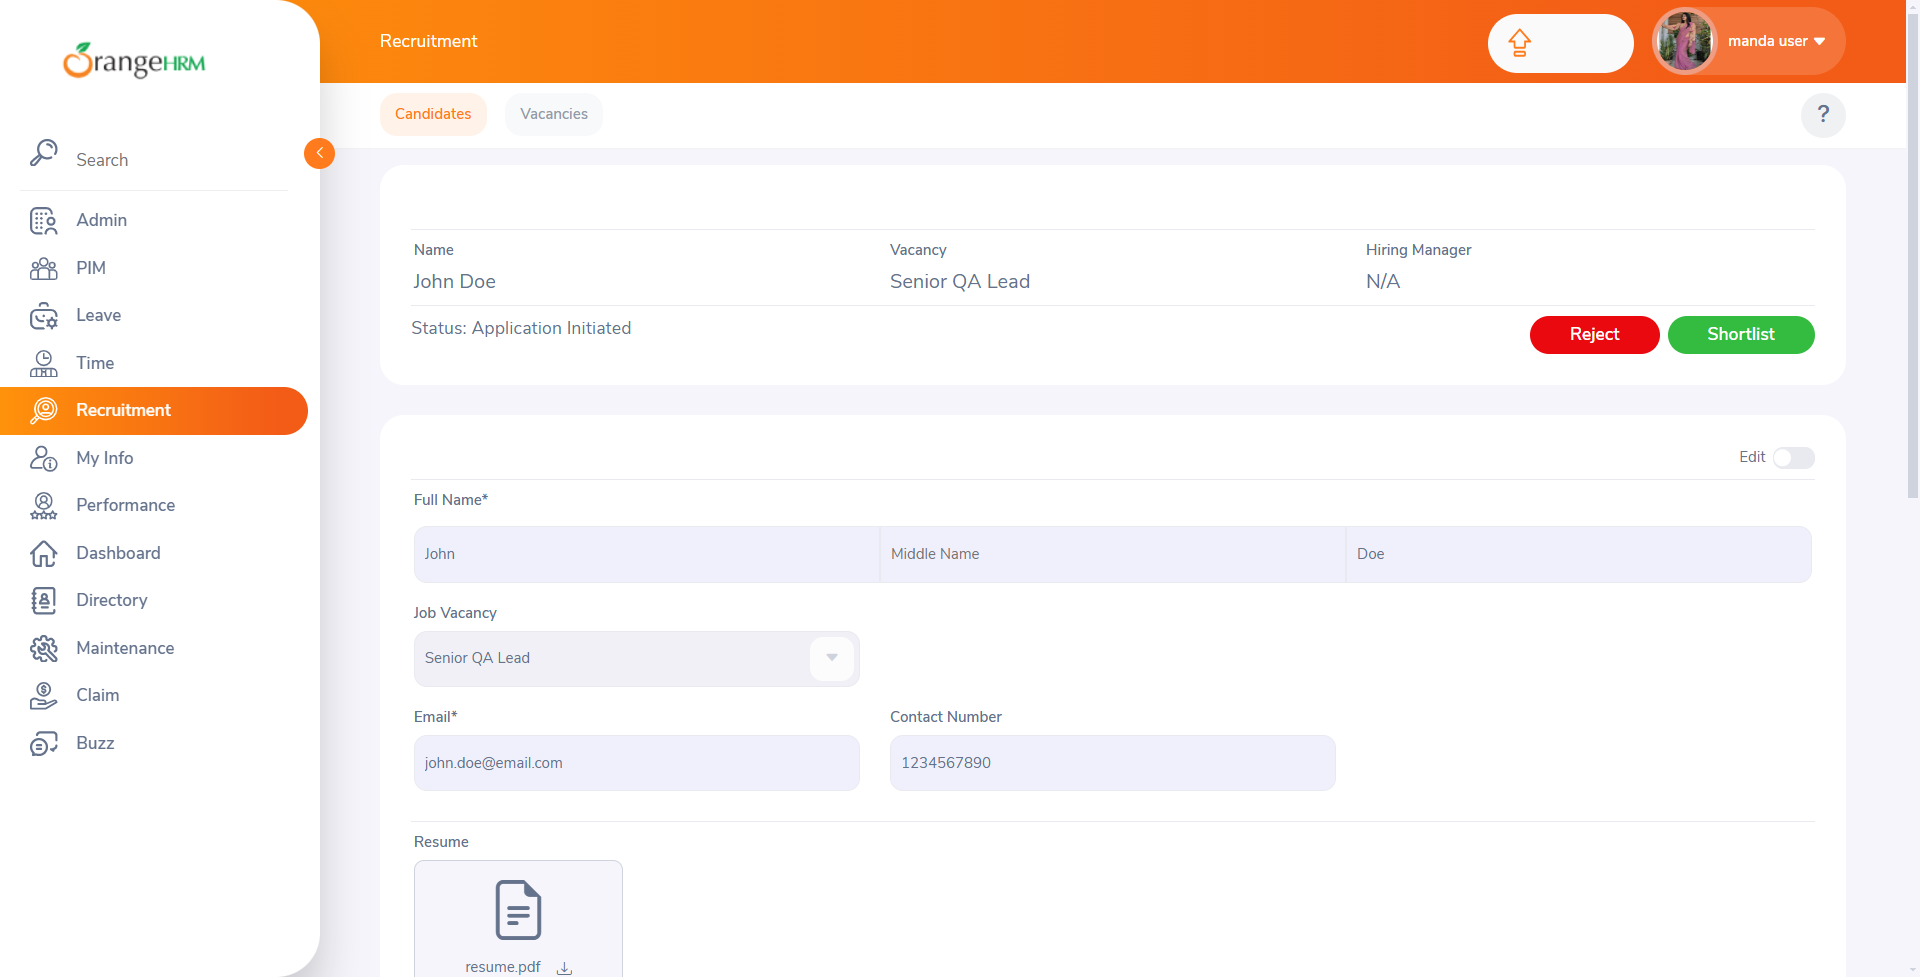 OrangeHRM
Recruitment
manda user
Candidates
Vacancies
?
Search
Admin
PIM
Leave
Time
Recruitment
My Info
Performance
Dashboard
Directory
Maintenance
Claim
Buzz
Name
Vacancy
Hiring Manager
John Doe
Senior QA Lead
N/A
Status: Application Initiated
Reject
Shortlist
Edit
Full Name*
John
Middle Name
Doe
Job Vacancy
Senior QA Lead
Email*
Contact Number
john.doe@email.com
1234567890
Resume
resume.pdf